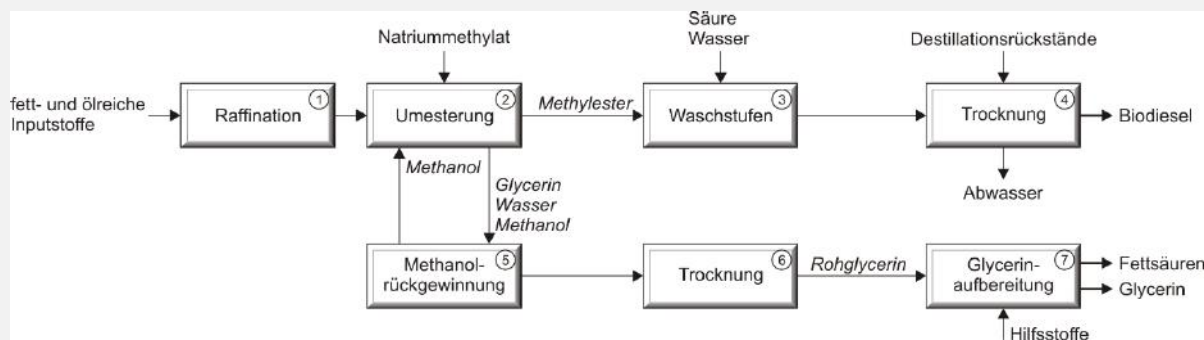 Natriummethylat
Säure
Wasser
Destillationsrückstände
fett- und ölreiche
Inputstoffe
Raffination
1
Umesterung
2
Methylester
Waschstufen
3
Trocknung
4
Biodiesel
Methanol
Glycerin
Wasser
Methanol
Abwasser
Methanol-
rückgewinnung
5
Trocknung
6
Rohglycerin
Glycerin-
aufbereitung
7
Fettsäuren
Glycerin
Hilfsstoffe